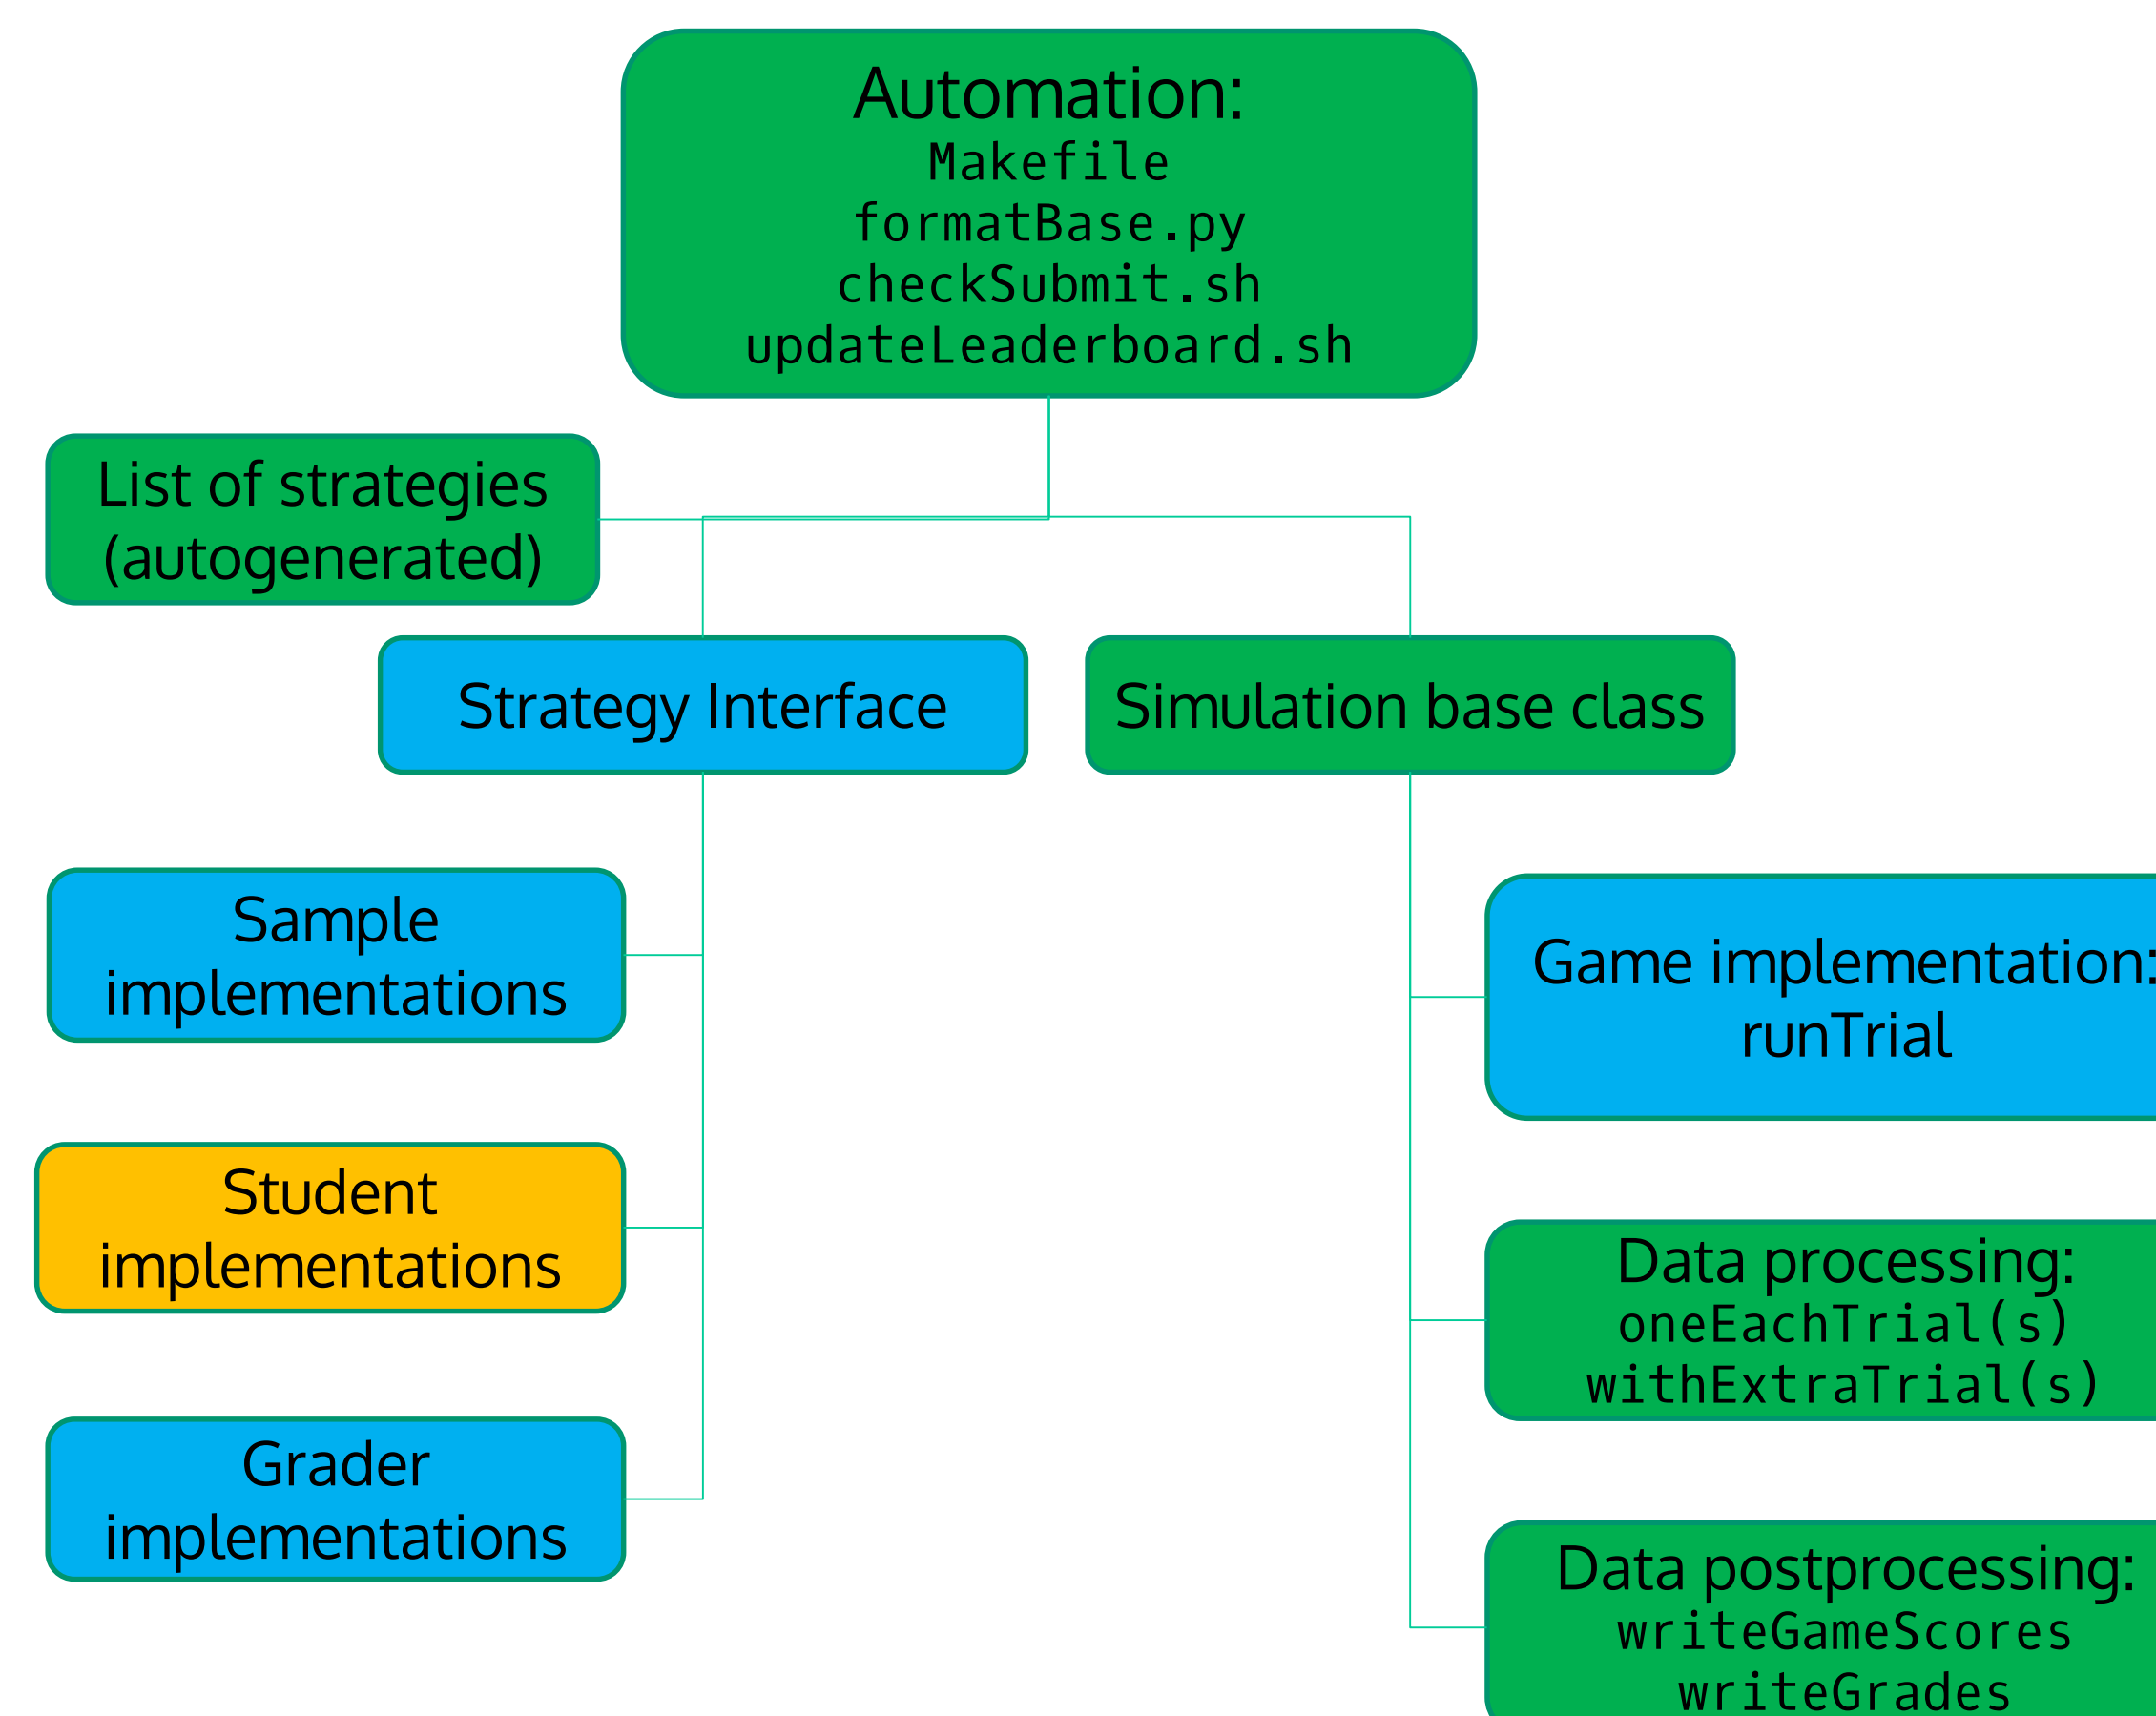 Automation:
Makefile
formatBase.py
checkSubmit.sh
updateLeaderboard.sh
List of strategies
(autogenerated)
Strategy Interface
Simulation base class
Sample
implementations
Game implementation:
runTrial
Student
implementations
Data processing:
oneEachTrial(s)
withExtraTrial(s)
Grader
implementations
Data postprocessing:
writeGameScores
writeGrades